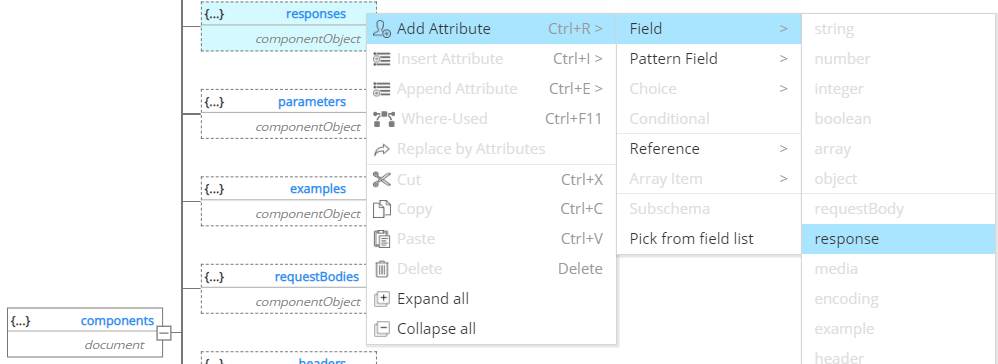 {...} responses
componentObject
{...} parameters
componentObject
{...} examples
componentObject
{...} requestBodies
componentObject
{...} components
document
{...} headers
Add Attribute Ctrl+R >
Insert Attribute Ctrl+I >
Append Attribute Ctrl+E >
Where-Used Ctrl+F11
Replace by Attributes
Cut Ctrl+X
Copy Ctrl+C
Paste Ctrl+V
Delete Delete
Expand all
Collapse all
Field >
Pattern Field >
Choice >
Conditional
Reference >
Array Item >
Subschema
Pick from field list
string
number
integer
boolean
array
object
requestBody
response
media
encoding
example
header